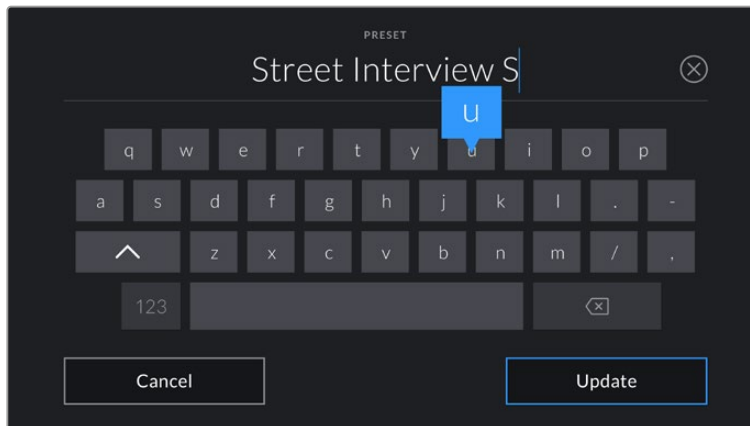 PRESET
Street Interview S
u
q w e r t y u i o p
a s d f g h j k l . -
z x c v b n m / ,
123
Cancel Update